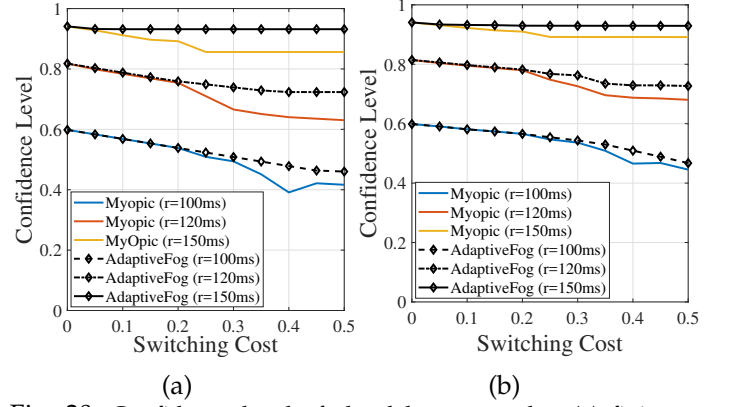 1
0.8
0.6
0.4
0.2
0
Confidence Level
Myopic (r=100ms)
Myopic (r=120ms)
MyOpic (r=150ms)
AdaptiveFog (r=100ms)
AdaptiveFog (r=120ms)
AdaptiveFog (r=150ms)
0 0.1 0.2 0.3 0.4 0.5
Switching Cost
(a)
1
0.8
0.6
0.4
0.2
0
Confidence Level
Myopic (r=100ms)
Myopic (r=120ms)
Myopic (r=150ms)
AdaptiveFog (r=100ms)
AdaptiveFog (r=120ms)
AdaptiveFog (r=150ms)
0 0.1 0.2 0.3 0.4 0.5
Switching Cost
(b)